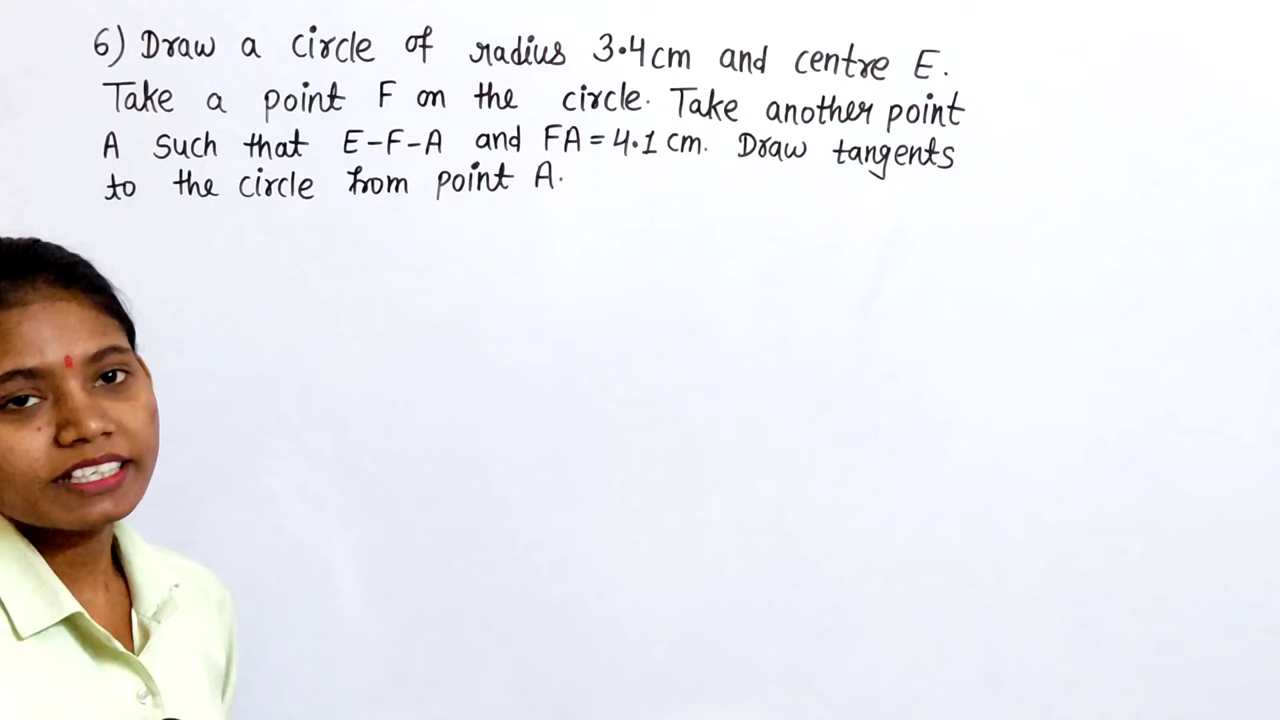 6) Draw a circle of radius 3.4cm and centre E.
Take a point F on the circle. Take another point
A such that E-F-A and FA = 4.1 cm. Draw tangents
to the circle from point A.